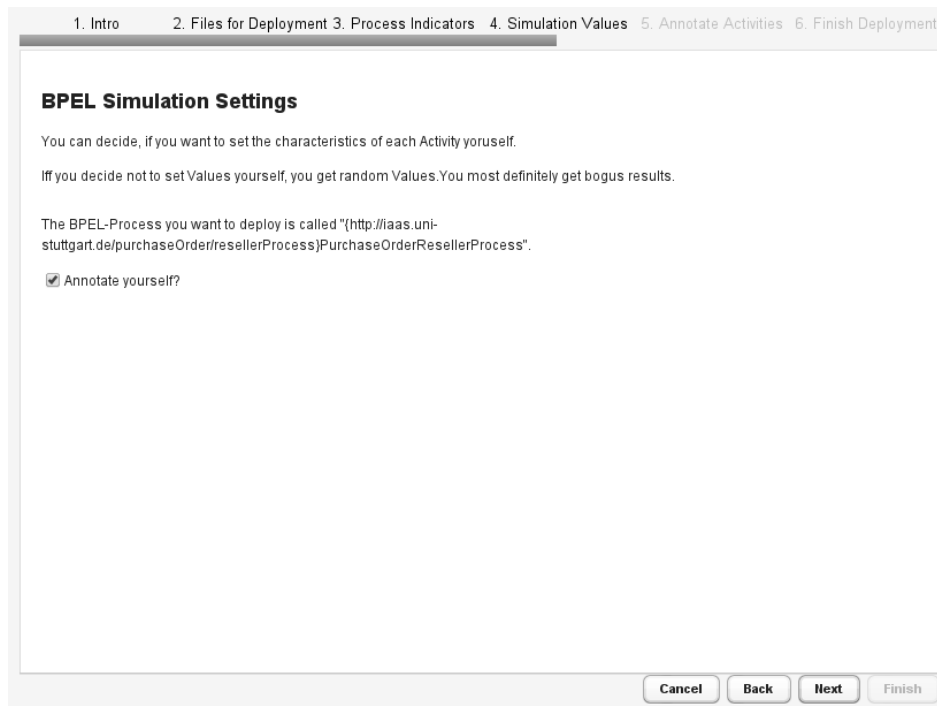 1. Intro 2. Files for Deployment 3. Process Indicators 4. Simulation Values 5. Annotate Activities 6. Finish Deployment
BPEL Simulation Settings
You can decide, if you want to set the characteristics of each Activity yoruself.
Iff you decide not to set Values yourself, you get random Values.You most definitely get bogus results.
The BPEL-Process you want to deploy is called "{http://iaas.uni-
stuttgart.de/purchaseOrder/resellerProcess}PurchaseOrderResellerProcess".
Annotate yourself?
Cancel Back Next Finish